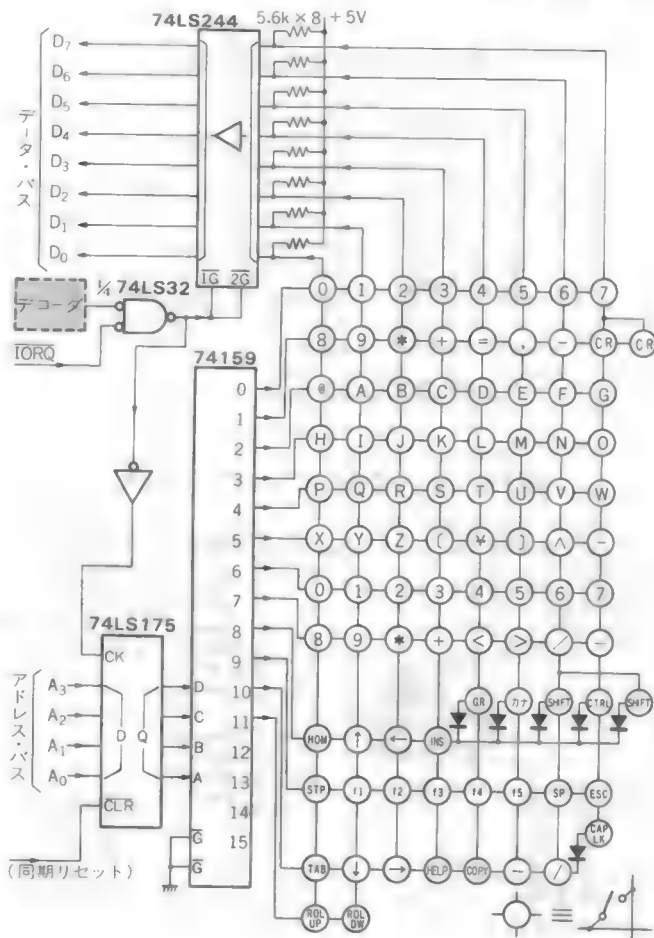 74LS244
5.6k × 8 +5V
D7
D6
D5
D4
D3
D2
D1
D0
データ・バス
1G 2G
デコーダ
¼ 74LS32
IORQ
0 1 2 3 4 5 6 7
8 9 * + = , - CR CR
@ A B C D E F G
H I J K L M N O
P Q R S T U V W
X Y Z [ ¥ ] ^ -
0 1 2 3 4 5 6 7
8 9 * + < > / -
GR カナ SHIFT CTRL SHIFT
HOM ↑ ← INS
STP f1 f2 f3 f4 f5 SP ESC
CAP LK
TAB ↓ → HELP COPY - /
ROL UP ROL DW
74159
0
1
2
3
4
5
6
7
8
9
10
11
12
13
14
15
D
C
B
A
G
G
74LS175
CK
D Q
CLR
アドレス・バス
A3
A2
A1
A0
(同期リセット)